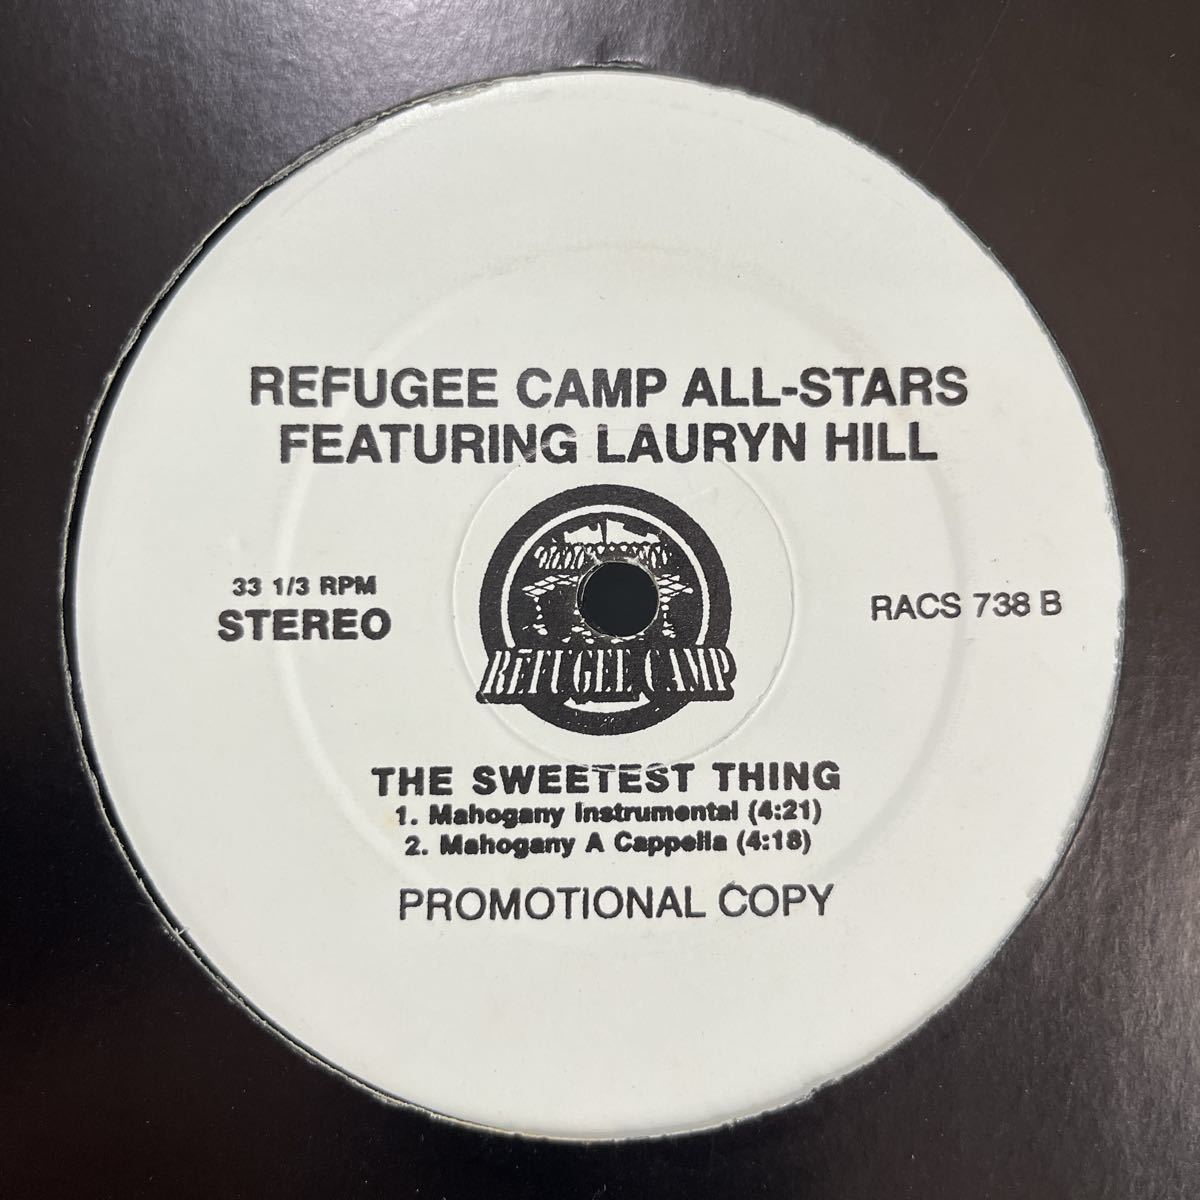 REFUGEE CAMP ALL-STARS
FEATURING LAURYN HILL
33 1/3 RPM
STEREO
RACS 738 B
REFUGEE CAMP
THE SWEETEST THING
1. Mahogany Instrumental (4:21)
2. Mahogany A Cappella (4:18)
PROMOTIONAL COPY